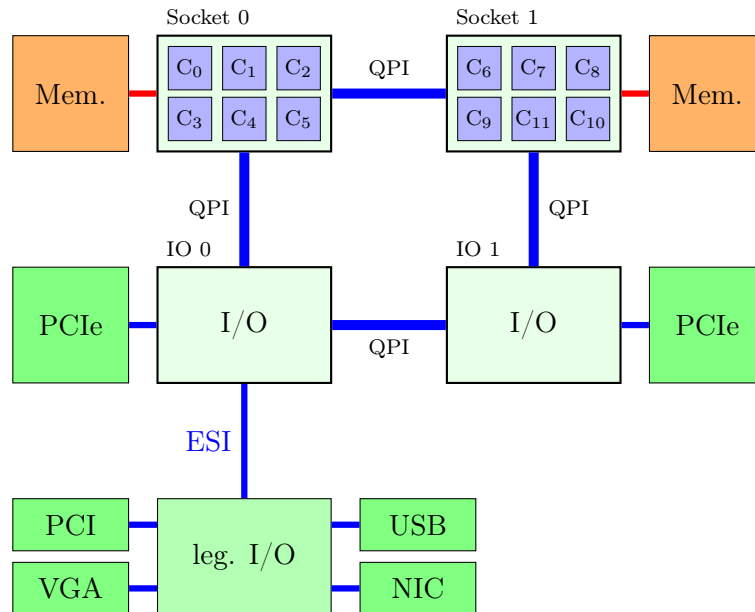 Socket 0
Socket 1
Mem.
C₀ C₁ C₂
C₃ C₄ C₅
QPI
C₆ C₇ C₈
C₉ C₁₁ C₁₀
Mem.
QPI
QPI
IO 0
IO 1
PCIe
I/O
QPI
I/O
PCIe
ESI
PCI
leg. I/O
USB
VGA
NIC